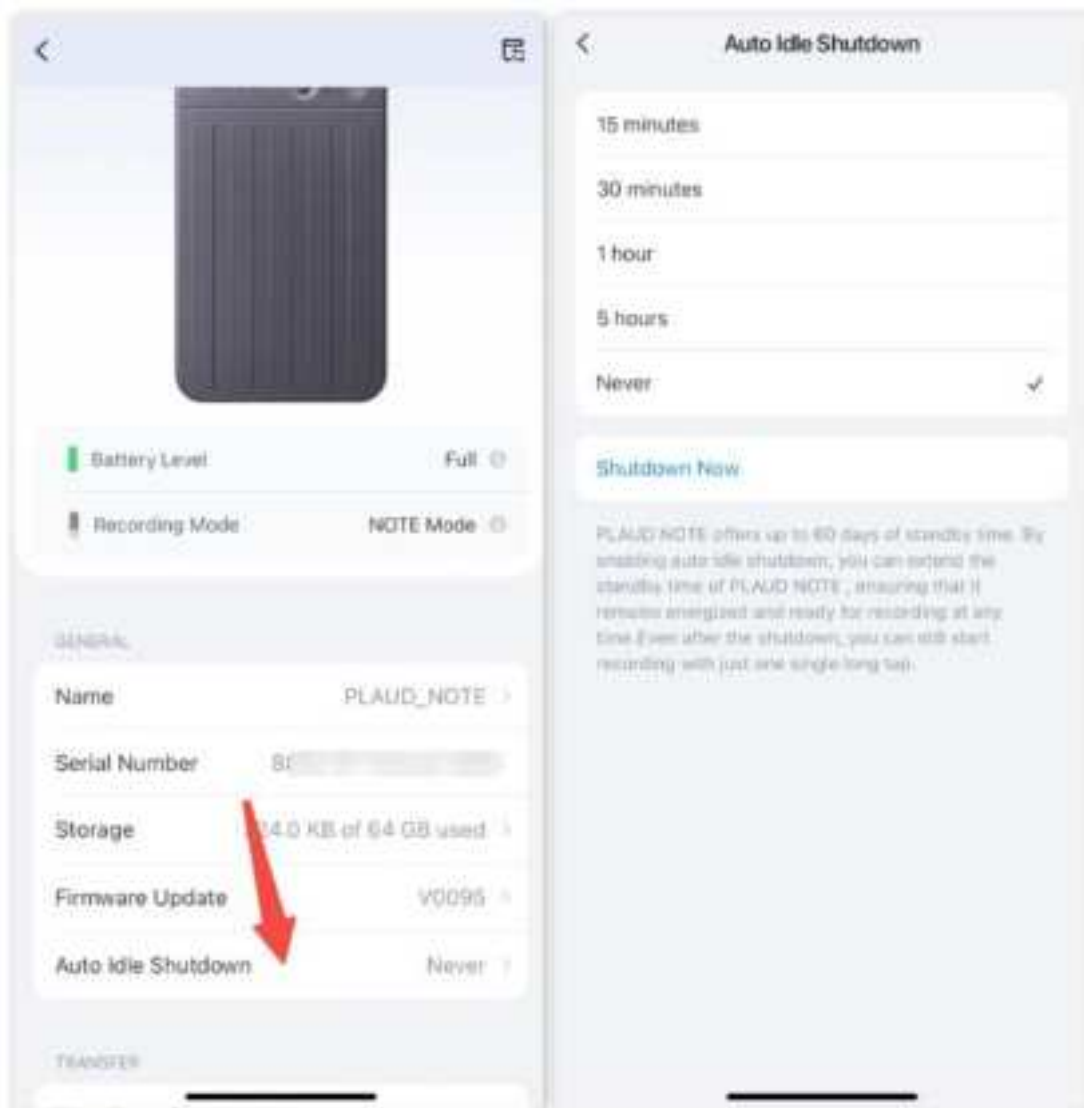 Battery Level
Full
Recording Mode
NOTE Mode
GENERAL
Name
PLAUD_NOTE
Serial Number
Storage
4.0 KB of 64 GB used
Firmware Update
V0095
Auto Idle Shutdown
Never
TRANSFER
Auto Idle Shutdown
15 minutes
30 minutes
1 hour
5 hours
Never
Shutdown Now
PLAUD NOTE offers up to 60 days of standby time. By
enabling auto idle shutdown, you can extend the
standby time of PLAUD NOTE , ensuring that it
remains energized and ready for recording at any
time.Even after the shutdown, you can still start
recording with just one single long tap.